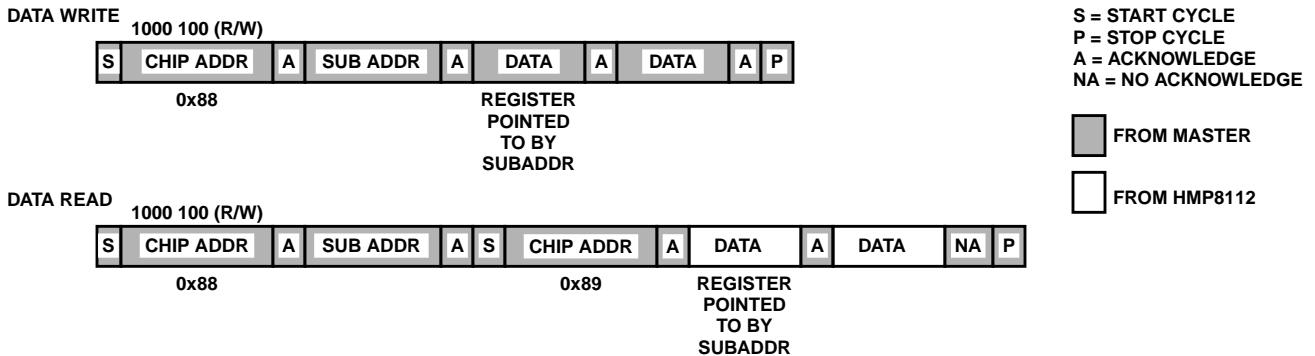 DATA WRITE
1000 100 (R/W)
S CHIP ADDR A SUB ADDR A DATA A DATA A P
0x88
REGISTER
POINTED
TO BY
SUBADDR
S = START CYCLE
P = STOP CYCLE
A = ACKNOWLEDGE
NA = NO ACKNOWLEDGE
FROM MASTER
FROM HMP8112
DATA READ
1000 100 (R/W)
S CHIP ADDR A SUB ADDR A S CHIP ADDR A DATA A DATA NA P
0x88 0x89
REGISTER
POINTED
TO BY
SUBADDR